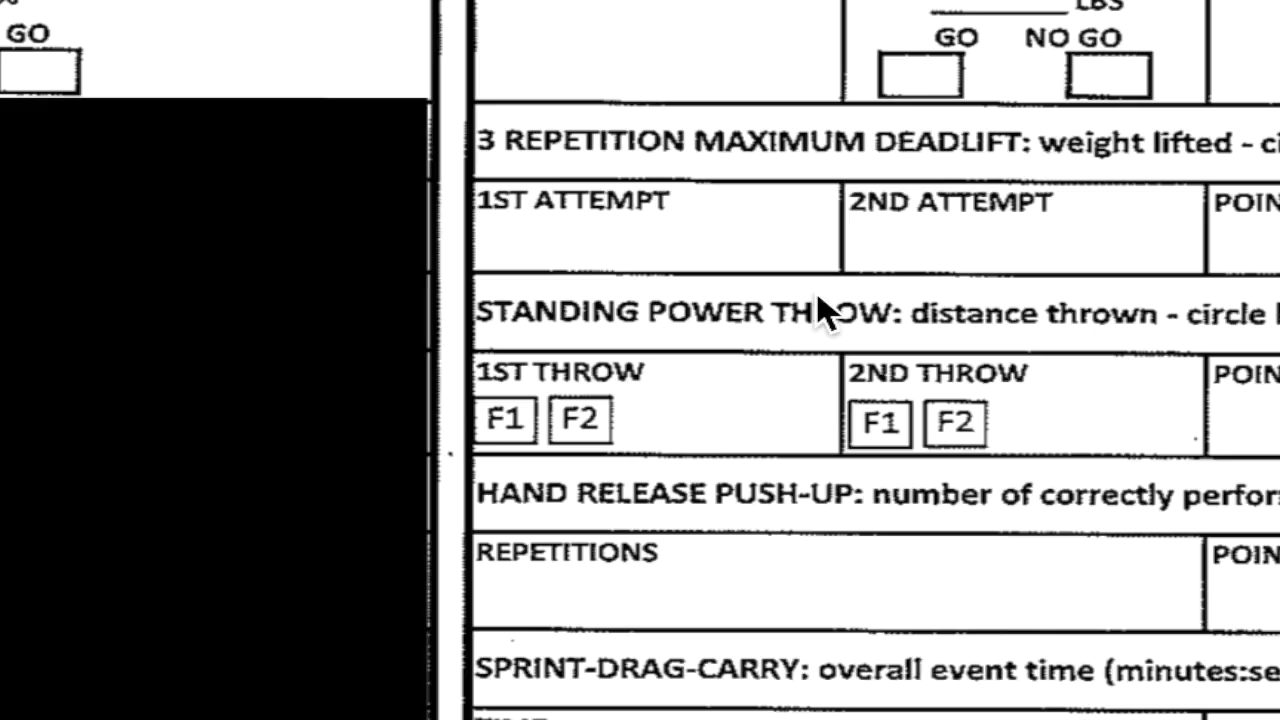 LBS
GO
GO NO GO
3 REPETITION MAXIMUM DEADLIFT: weight lifted - ci
1ST ATTEMPT 2ND ATTEMPT POIN
STANDING POWER THROW: distance thrown - circle
1ST THROW 2ND THROW POIN
F1 F2 F1 F2
HAND RELEASE PUSH-UP: number of correctly perfor
REPETITIONS POIN
SPRINT-DRAG-CARRY: overall event time (minutes:se